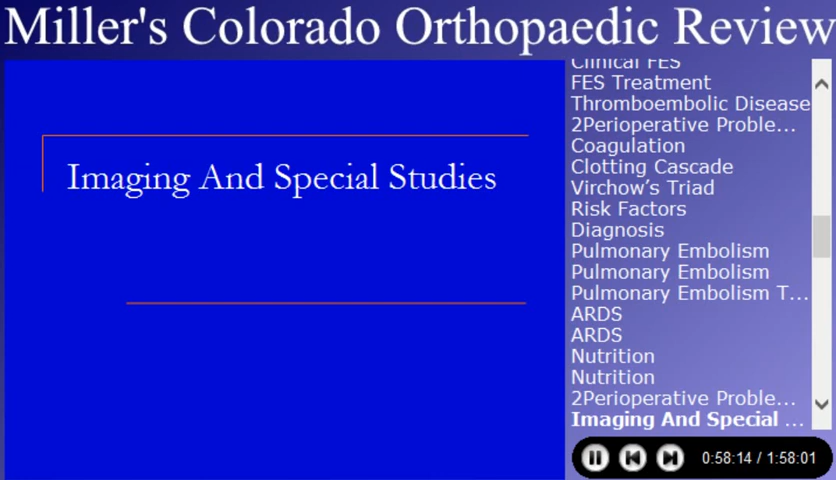 Miller's Colorado Orthopaedic Review
Imaging And Special Studies
Clinical FES
FES Treatment
Thromboembolic Disease
2Perioperative Proble...
Coagulation
Clotting Cascade
Virchow's Triad
Risk Factors
Diagnosis
Pulmonary Embolism
Pulmonary Embolism
Pulmonary Embolism T...
ARDS
ARDS
Nutrition
Nutrition
2Perioperative Proble...
Imaging And Special ...
0:58:14 / 1:58:01